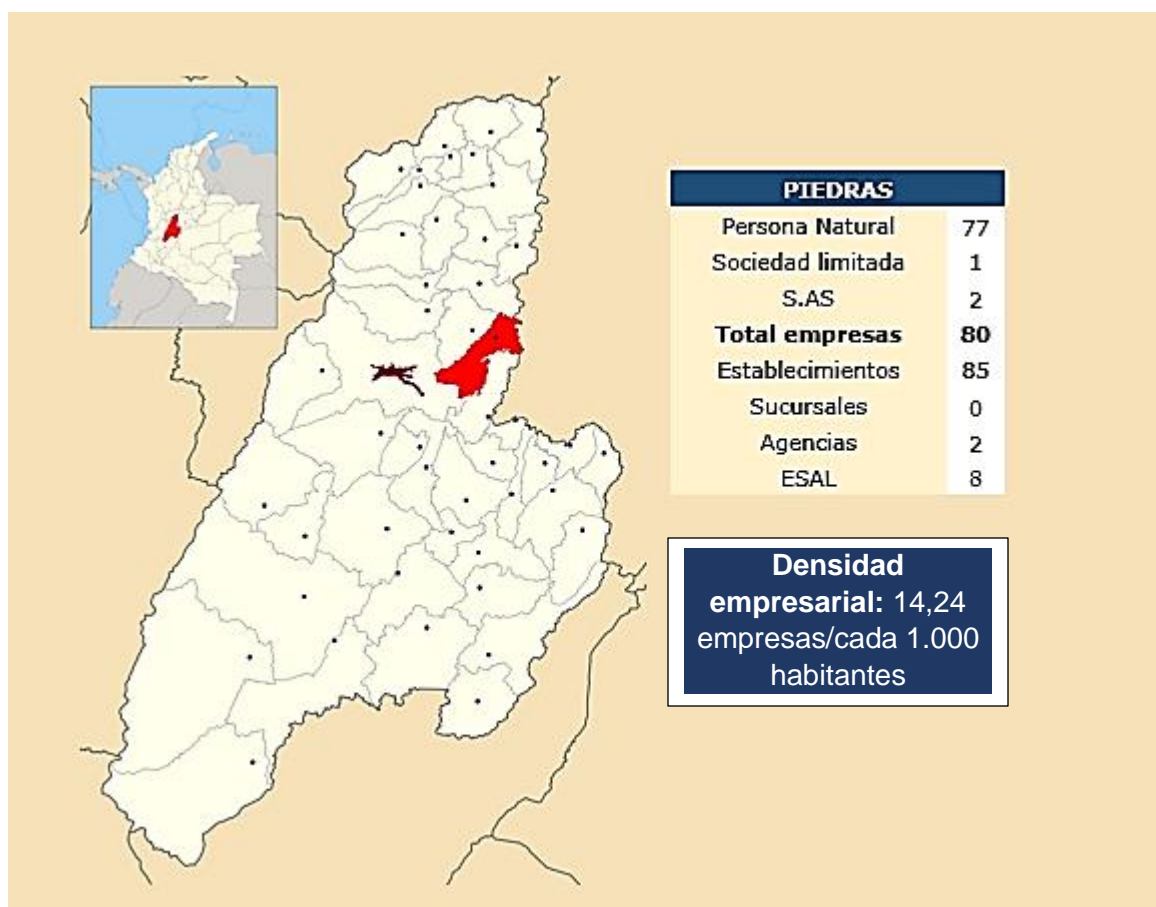 PIEDRAS
Persona Natural 77
Sociedad limitada 1
S.AS 2
Total empresas 80
Establecimientos 85
Sucursales 0
Agencias 2
ESAL 8
Densidad
empresarial: 14,24
empresas/cada 1.000
habitantes